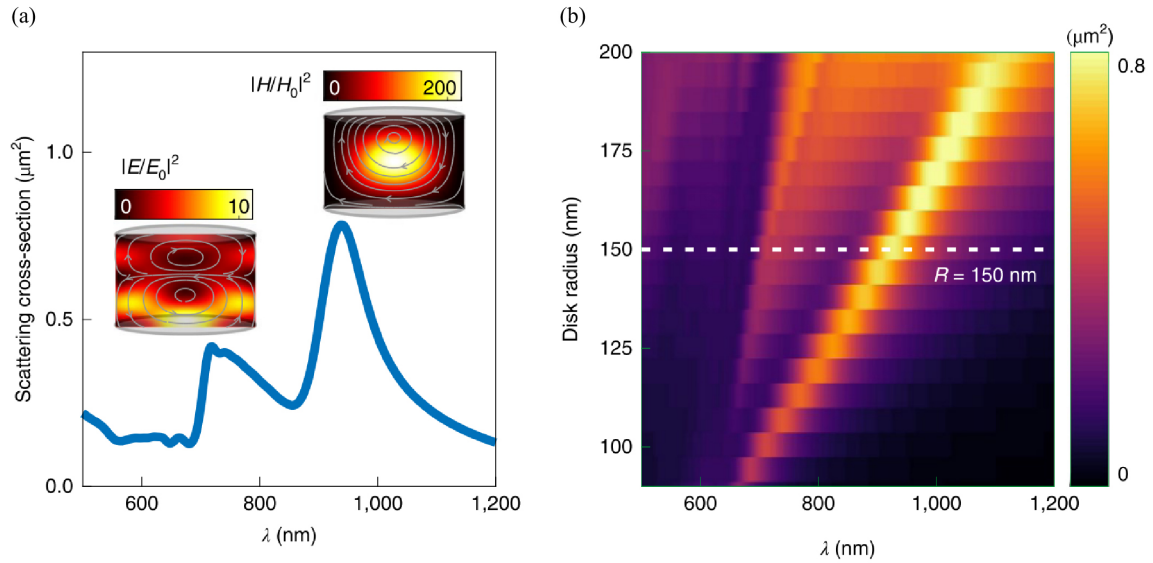 (a)
Scattering cross-section (μm²)
1.0
0.5
0.0
600
800
1,000
1,200
λ (nm)
|E/E₀|²
0 10
|H/H₀|²
0 200
(b)
Disk radius (nm)
200
175
150
125
100
600
800
1,000
1,200
λ (nm)
R = 150 nm
(μm²)
0.8
0